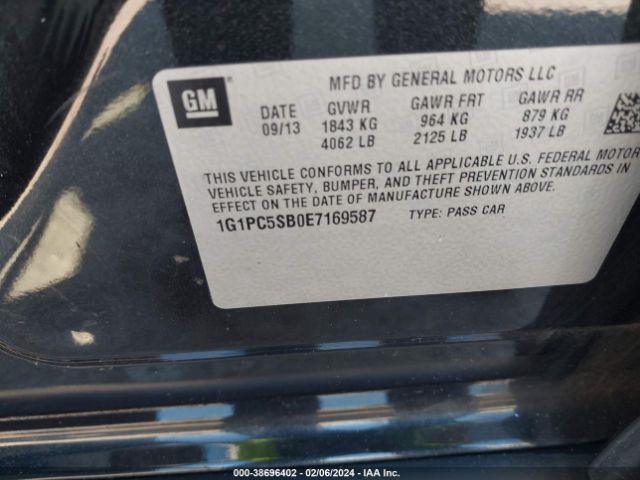 MFD BY GENERAL MOTORS LLC
GM
DATE GVWR GAWR FRT GAWR RR
09/13 1843 KG 964 KG 879 KG
4062 LB 2125 LB 1937 LB
THIS VEHICLE CONFORMS TO ALL APPLICABLE U.S. FEDERAL MOTOR
VEHICLE SAFETY, BUMPER, AND THEFT PREVENTION STANDARDS IN
EFFECT ON THE DATE OF MANUFACTURE SHOWN ABOVE.
1G1PC5SB0E7169587 TYPE: PASS CAR
000-38696402 - 02/06/2024 - IAA Inc.